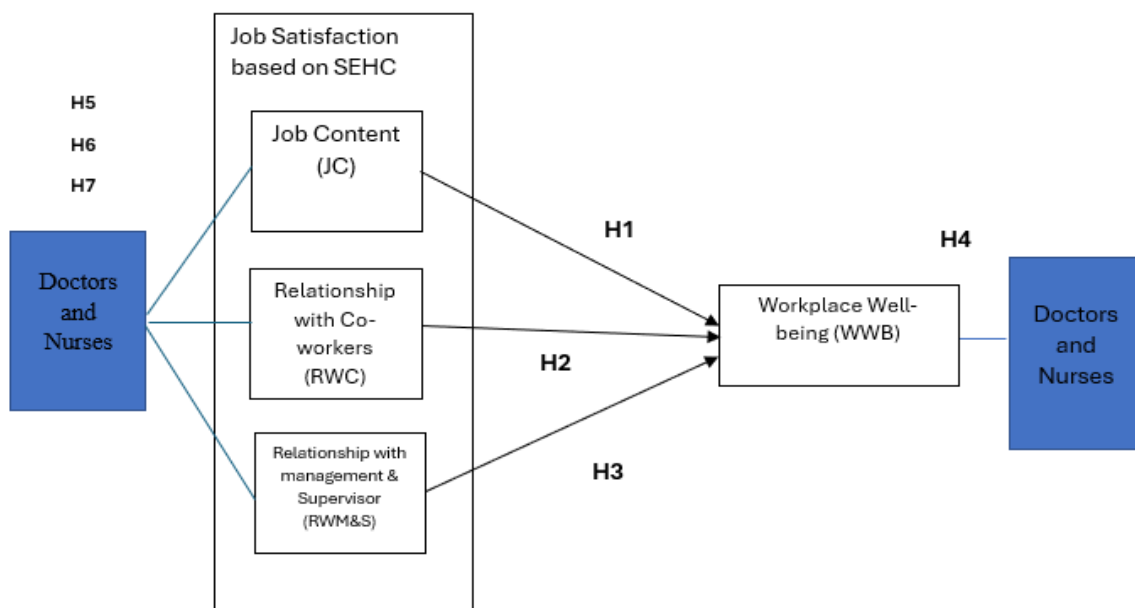 Job Satisfaction
based on SEHC
H5
H6
H7
Doctors
and
Nurses
Job Content
(JC)
Relationship
with Co-
workers
(RWC)
Relationship with
management &
Supervisor
(RWM&S)
H1
H2
H3
Workplace Well-
being (WWB)
H4
Doctors
and
Nurses